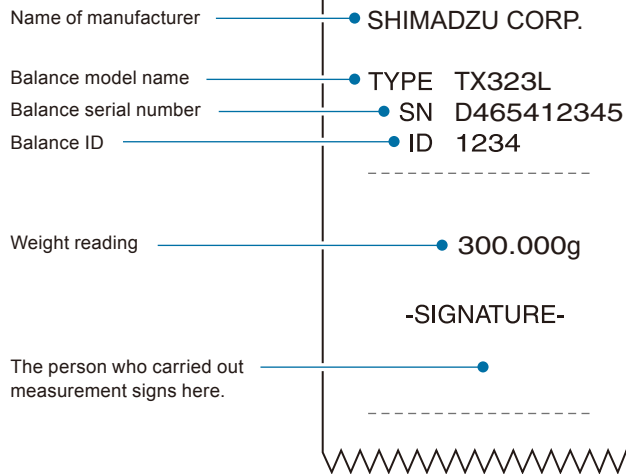 Name of manufacturer SHIMADZU CORP.
Balance model name TYPE TX323L
Balance serial number SN D465412345
Balance ID ID 1234
Weight reading 300.000g
-SIGNATURE-
The person who carried out
measurement signs here.